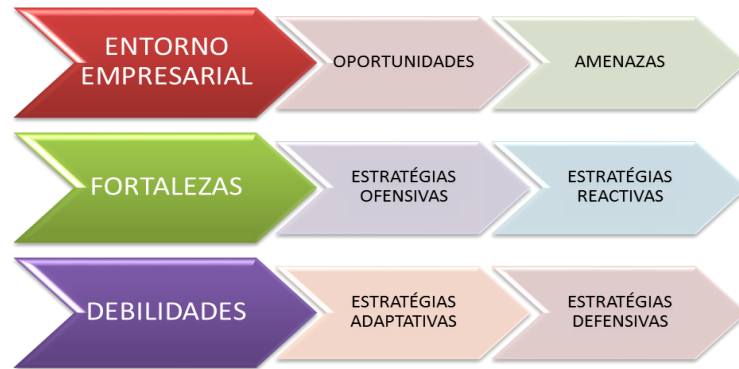 ENTORNO
EMPRESARIAL
OPORTUNIDADES
AMENAZAS
FORTALEZAS
ESTRATÉGIAS
OFENSIVAS
ESTRATÉGIAS
REACTIVAS
DEBILIDADES
ESTRATÉGIAS
ADAPTATIVAS
ESTRATÉGIAS
DEFENSIVAS